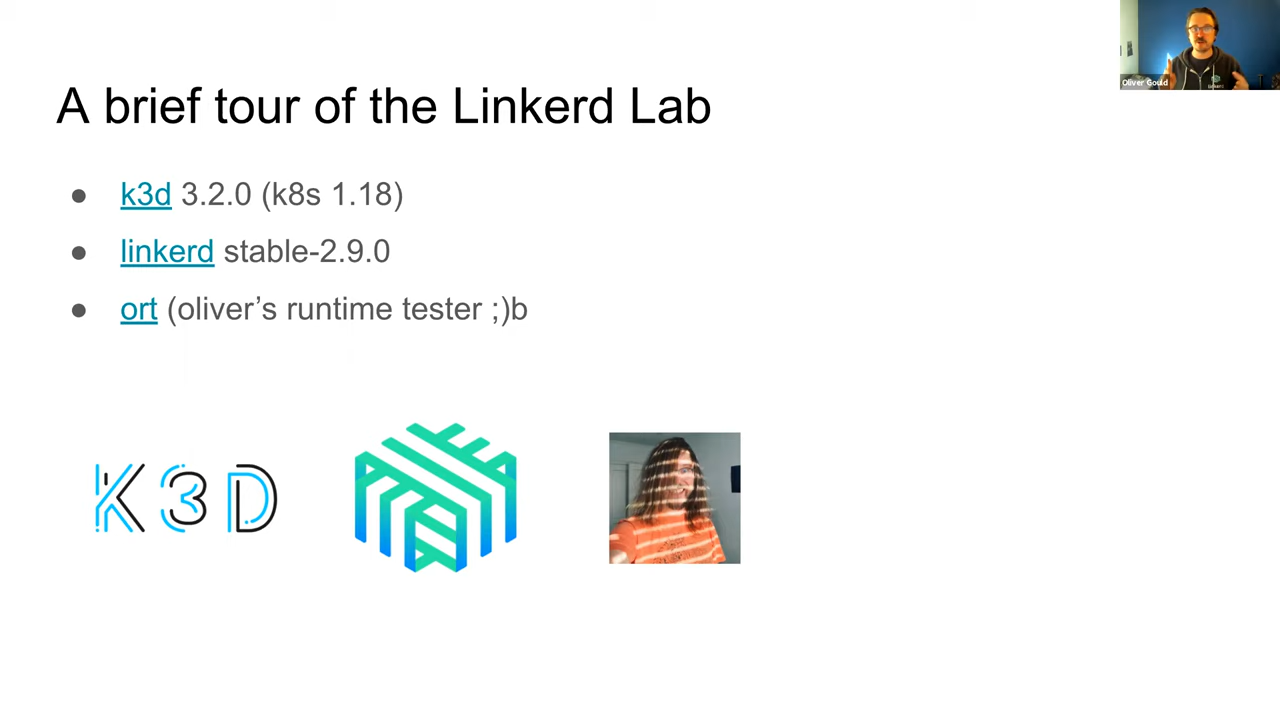 A brief tour of the Linkerd Lab
● k3d 3.2.0 (k8s 1.18)
● linkerd stable-2.9.0
● ort (oliver’s runtime tester ;)b
K3D
Oliver Gould